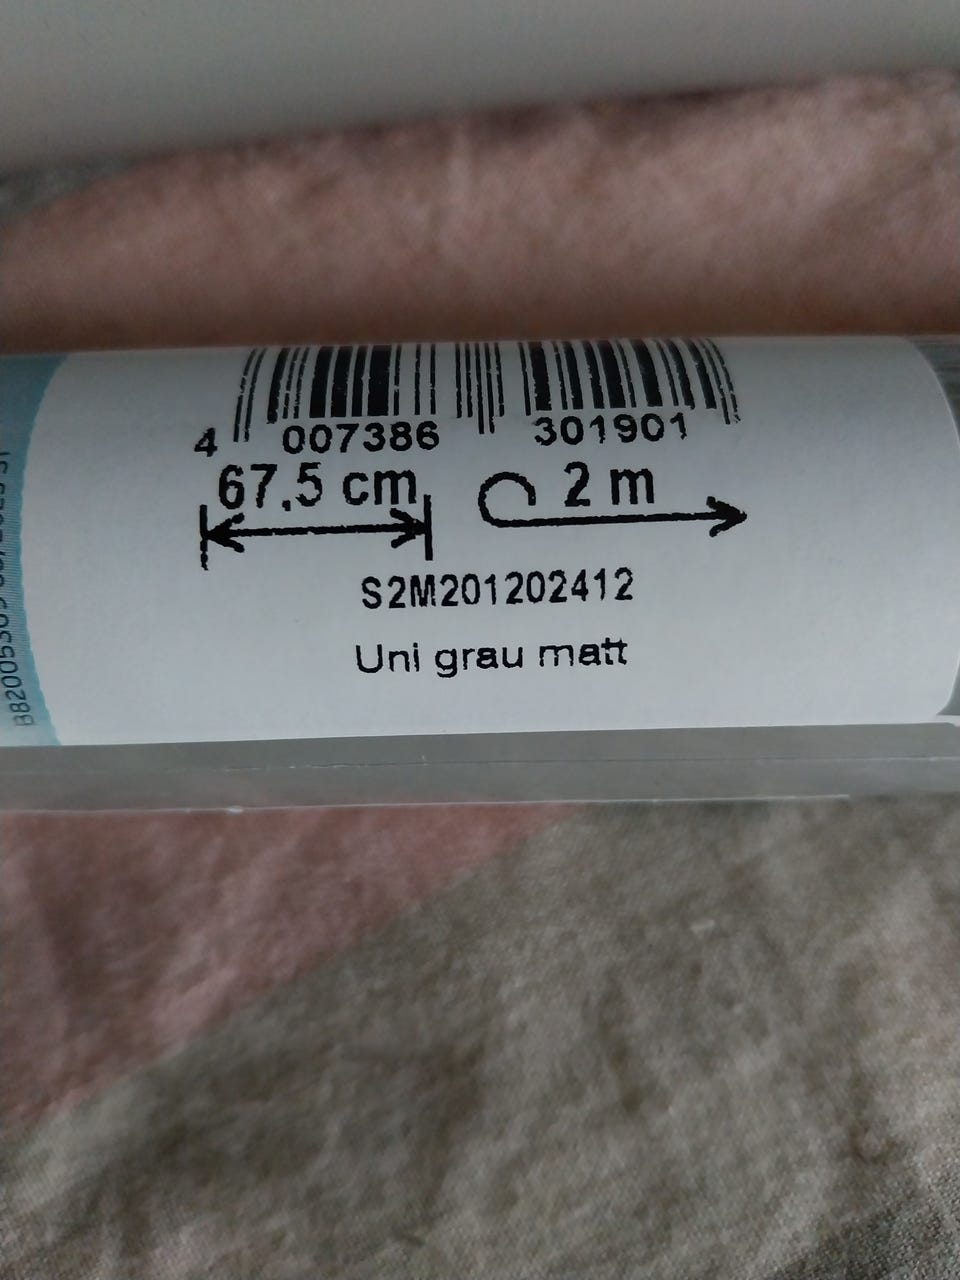 4 007386 301901
67,5 cm 2 m
S2M201202412
Uni grau matt